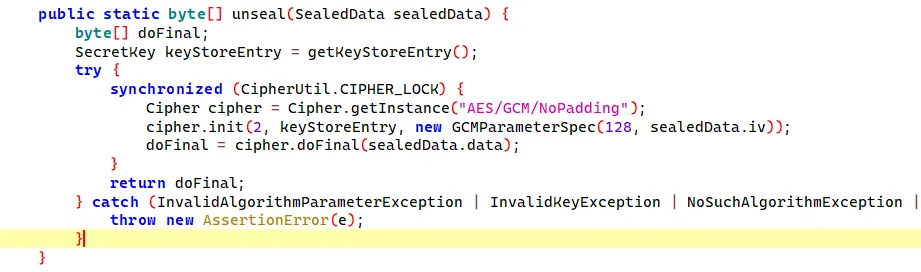 public static byte[] unseal(SealedData sealedData) {
    byte[] doFinal;
    SecretKey keyStoreEntry = getKeyStoreEntry();
    try {
        synchronized (CipherUtil.CIPHER_LOCK) {
            Cipher cipher = Cipher.getInstance("AES/GCM/NoPadding");
            cipher.init(2, keyStoreEntry, new GCMParameterSpec(128, sealedData.iv));
            doFinal = cipher.doFinal(sealedData.data);
        }
        return doFinal;
    } catch (InvalidAlgorithmParameterException | InvalidKeyException | NoSuchAlgorithmException |
        throw new AssertionError(e);
    }
}